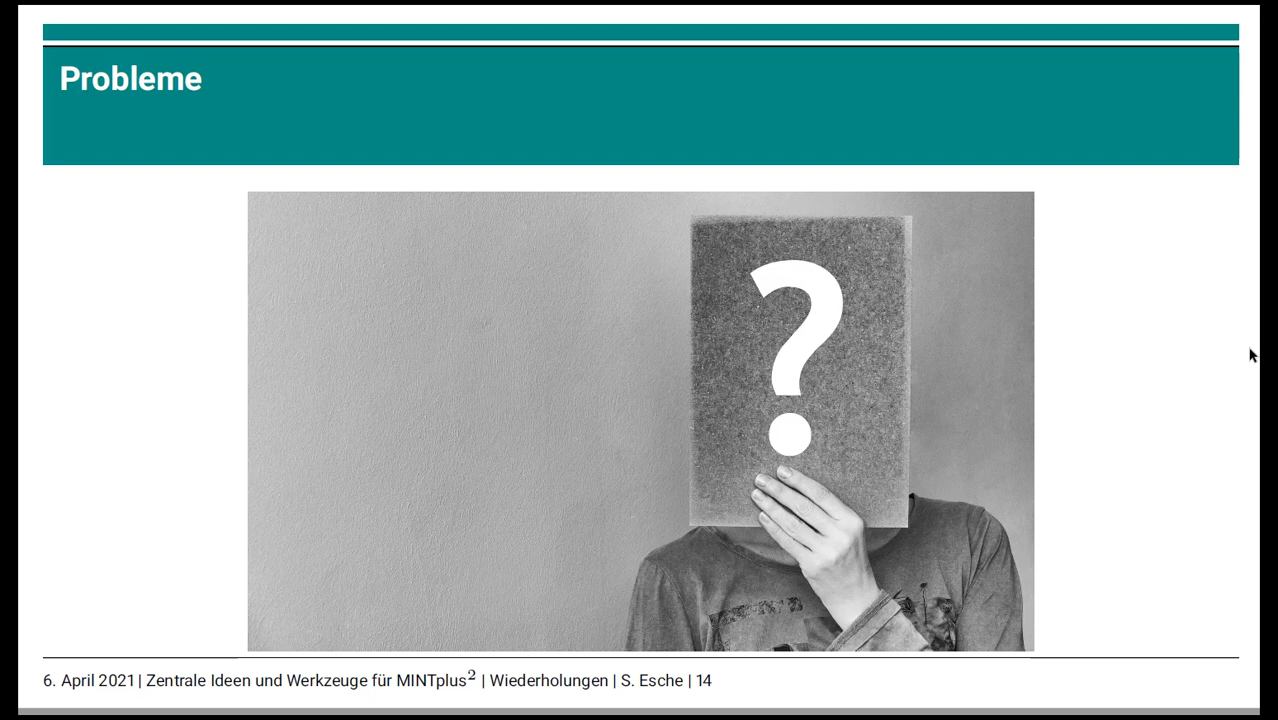 Probleme
?
6. April 2021 | Zentrale Ideen und Werkzeuge für MINTplus² | Wiederholungen | S. Esche | 14